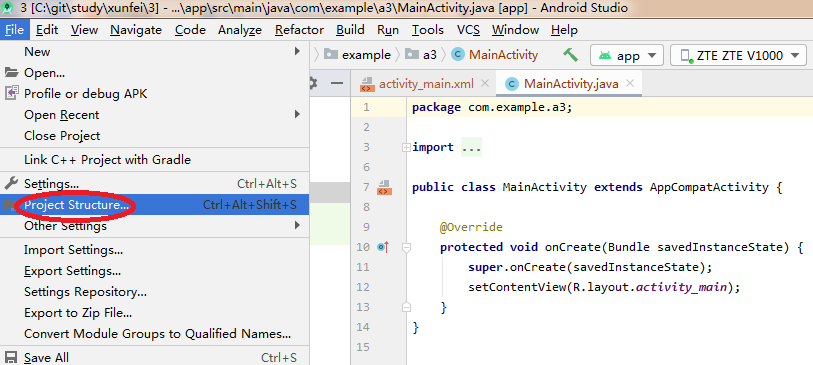 3 [C:\git\study\xunfei\3] - ...\app\src\main\java\com\example\a3\MainActivity.java [app] - Android Studio
File Edit View Navigate Code Analyze Refactor Build Run Tools VCS Window Help
New
Open...
Profile or debug APK
Open Recent
Close Project
Link C++ Project with Gradle
Settings... Ctrl+Alt+S
Project Structure... Ctrl+Alt+Shift+S
Other Settings
Import Settings...
Export Settings...
Settings Repository...
Export to Zip File...
Convert Module Groups to Qualified Names...
Save All Ctrl+S
example a3 MainActivity app ZTE ZTE V1000
activity_main.xml MainActivity.java
1 package com.example.a3;
2
3 import ...
6
7 public class MainActivity extends AppCompatActivity {
8
9 @Override
10 protected void onCreate(Bundle savedInstanceState) {
11 super.onCreate(savedInstanceState);
12 setContentView(R.layout.activity_main);
13 }
14 }
15